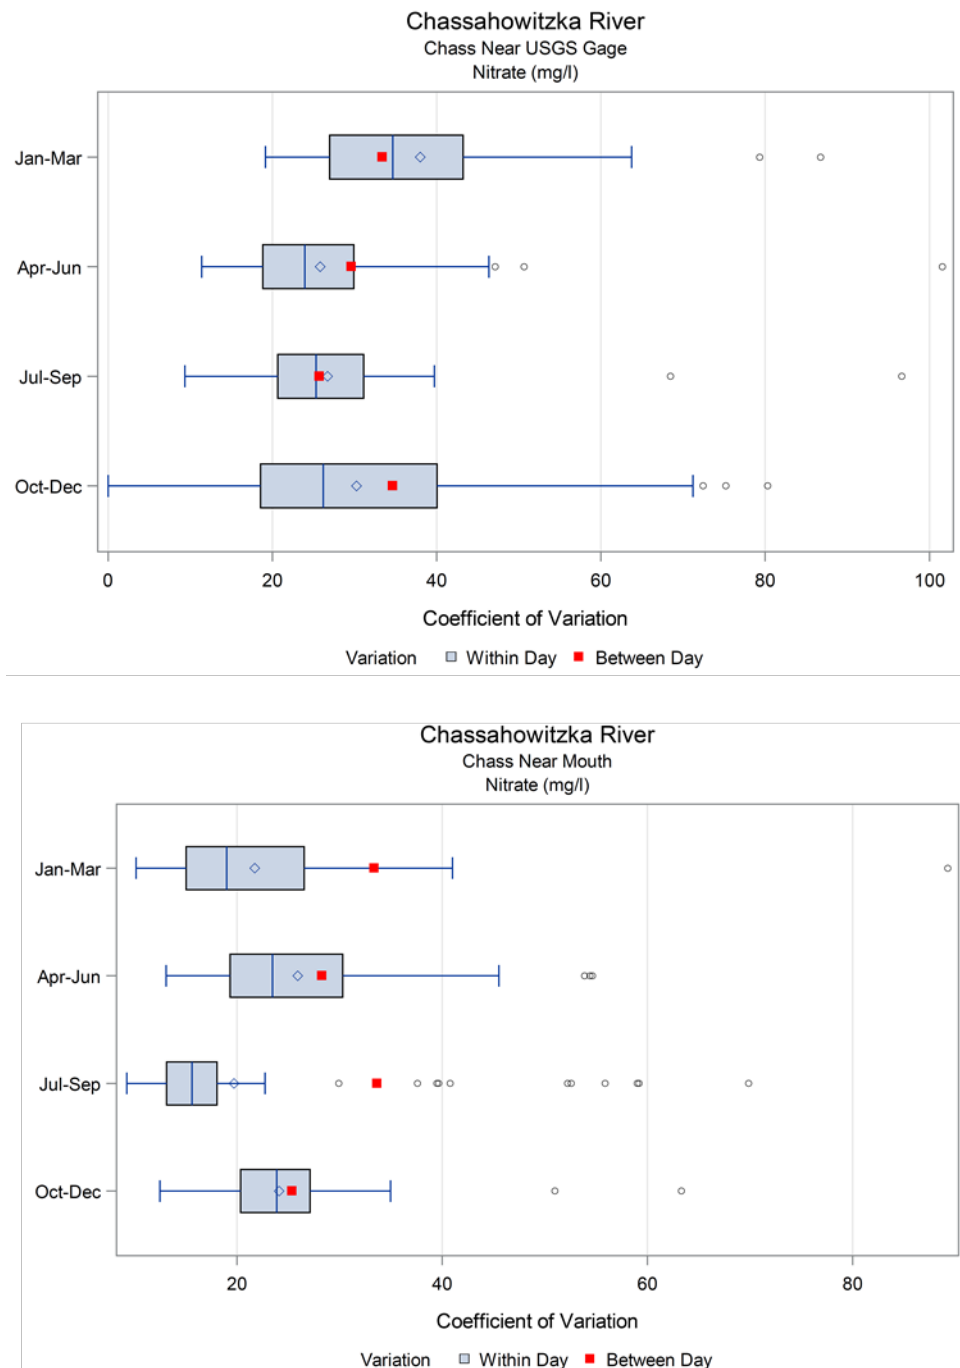 Chassahowitzka River
Chass Near USGS Gage
Nitrate (mg/l)
Jan-Mar
Apr-Jun
Jul-Sep
Oct-Dec
0 20 40 60 80 100
Coefficient of Variation
Variation Within Day Between Day
Chassahowitzka River
Chass Near Mouth
Nitrate (mg/l)
Jan-Mar
Apr-Jun
Jul-Sep
Oct-Dec
20 40 60 80
Coefficient of Variation
Variation Within Day Between Day